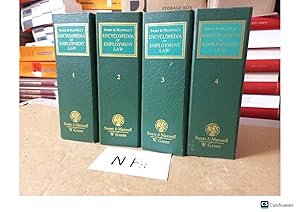 STORAGE BOX
SWEET & MAXWELL'S
ENCYCLOPEDIA
OF
EMPLOYMENT
LAW
1
Sweet & Maxwell
W. Green
SWEET & MAXWELL'S
ENCYCLOPEDIA
OF
EMPLOYMENT
LAW
2
Sweet & Maxwell
W. Green
SWEET & MAXWELL'S
ENCYCLOPEDIA
OF
EMPLOYMENT
LAW
3
Sweet & Maxwell
W. Green
EMPLOYMENT
LAW
4
Sweet & Maxwell
W. Green
CS CamScanner